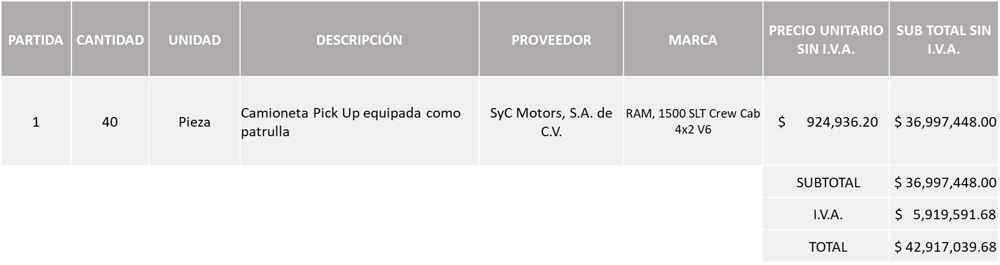 PARTIDA CANTIDAD UNIDAD DESCRIPCIÓN PROVEEDOR MARCA PRECIO UNITARIO SIN I.V.A. SUB TOTAL SIN I.V.A.
1 40 Pieza Camioneta Pick Up equipada como patrulla SyC Motors, S.A. de C.V. RAM, 1500 SLT Crew Cab 4x2 V6 $ 924,936.20 $ 36,997,448.00
SUBTOTAL $ 36,997,448.00
I.V.A. $ 5,919,591.68
TOTAL $ 42,917,039.68